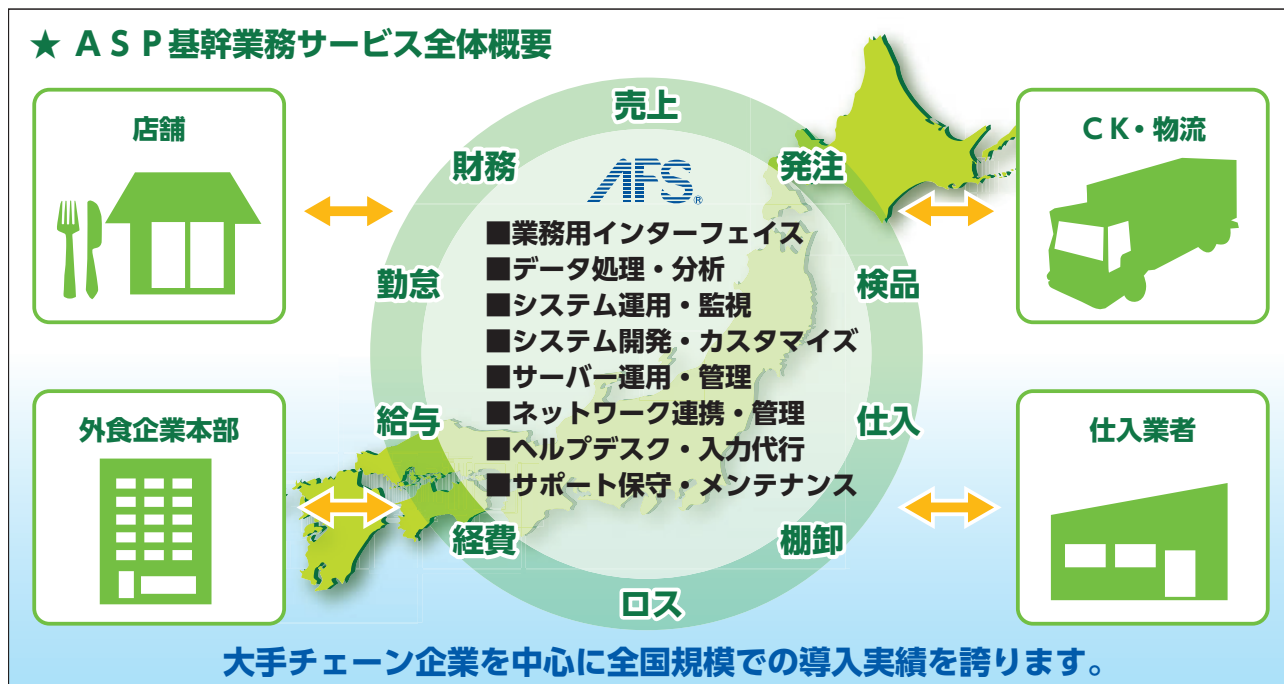 ★ ＡＳＰ基幹業務サービス全体概要
店舗
ＣＫ・物流
外食企業本部
仕入業者
売上
発注
検品
仕入
棚卸
ロス
経費
給与
勤怠
財務
AFS®
■業務用インターフェイス
■データ処理・分析
■システム運用・監視
■システム開発・カスタマイズ
■サーバー運用・管理
■ネットワーク連携・管理
■ヘルプデスク・入力代行
■サポート保守・メンテナンス
大手チェーン企業を中心に全国規模での導入実績を誇ります。